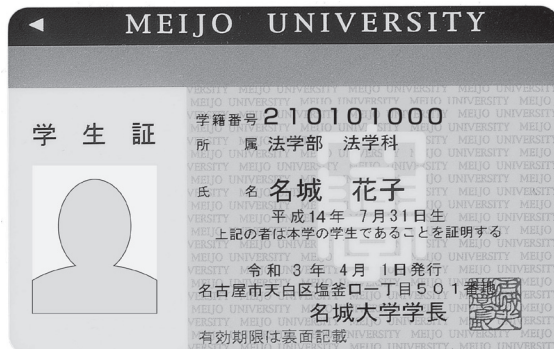 MEIJO UNIVERSITY
学生証
学籍番号 210101000
所 属 法学部 法学科
氏 名 名城 花子
平成14年 7月31日生
上記の者は本学の学生であることを証明する
令和 3年 4月 1日発行
名古屋市天白区塩釜口一丁目501番地
名城大学学長
有効期限は裏面記載